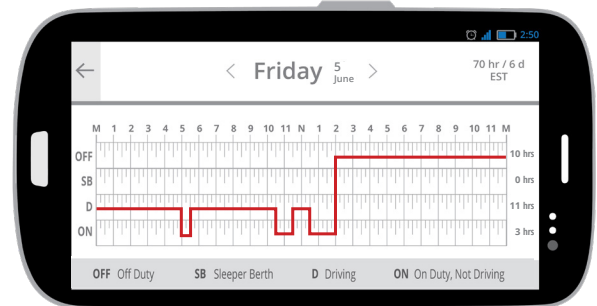 2:50
Friday 5 June
70 hr / 6 d
EST
M 1 2 3 4 5 6 7 8 9 10 11 N 1 2 3 4 5 6 7 8 9 10 11 M
OFF 10 hrs
SB 0 hrs
D 11 hrs
ON 3 hrs
OFF Off Duty SB Sleeper Berth D Driving ON On Duty, Not Driving